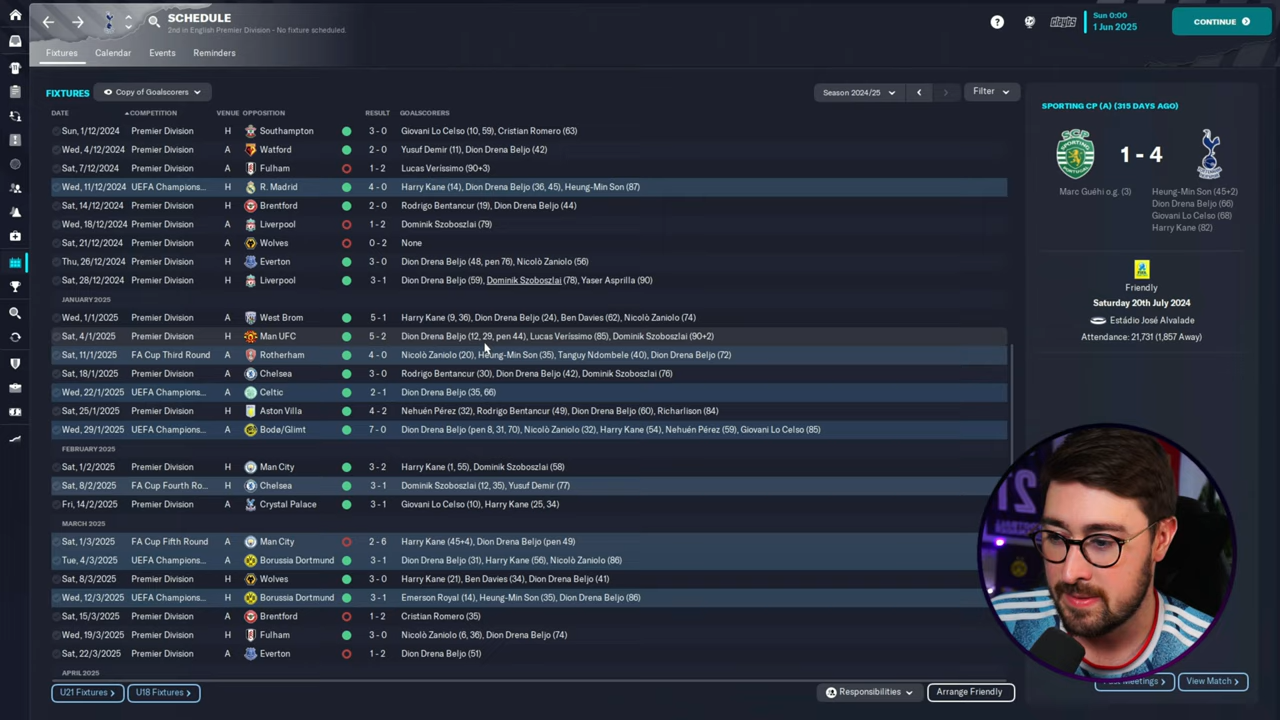 SCHEDULE
2nd in English Premier Division - No fixture scheduled.
Sun 0:00
1 Jun 2025
CONTINUE
Fixtures Calendar Events Reminders
FIXTURES Copy of Goalscorers Season 2024/25 Filter
DATE COMPETITION VENUE OPPOSITION RESULT GOALSCORERS
Sun, 1/12/2024 Premier Division H Southampton 3 - 0 Giovani Lo Celso (10, 59), Cristian Romero (63)
Wed, 4/12/2024 Premier Division A Watford 2 - 0 Yusuf Demir (11), Dion Drena Beljo (42)
Sat, 7/12/2024 Premier Division A Fulham 1 - 2 Lucas Veríssimo (90+3)
Wed, 11/12/2024 UEFA Champions... H R. Madrid 4 - 0 Harry Kane (14), Dion Drena Beljo (36, 45), Heung-Min Son (87)
Sat, 14/12/2024 Premier Division H Brentford 2 - 0 Rodrigo Bentancur (19), Dion Drena Beljo (44)
Wed, 18/12/2024 Premier Division A Liverpool 1 - 2 Dominik Szoboszlai (79)
Sat, 21/12/2024 Premier Division A Wolves 0 - 2 None
Thu, 26/12/2024 Premier Division H Everton 3 - 0 Dion Drena Beljo (48, pen 76), Nicolò Zaniolo (56)
Sat, 28/12/2024 Premier Division H Liverpool 3 - 1 Dion Drena Beljo (59), Dominik Szoboszlai (78), Yaser Asprilla (90)
JANUARY 2025
Wed, 1/1/2025 Premier Division A West Brom 5 - 1 Harry Kane (9, 36), Dion Drena Beljo (24), Ben Davies (62), Nicolò Zaniolo (74)
Sat, 4/1/2025 Premier Division H Man UFC 5 - 2 Dion Drena Beljo (12, 29, pen 44), Lucas Veríssimo (85), Dominik Szoboszlai (90+2)
Sat, 11/1/2025 FA Cup Third Round A Rotherham 4 - 0 Nicolò Zaniolo (20), Heung-Min Son (35), Tanguy Ndombele (40), Dion Drena Beljo (72)
Sat, 18/1/2025 Premier Division A Chelsea 3 - 0 Rodrigo Bentancur (30), Dion Drena Beljo (42), Dominik Szoboszlai (76)
Wed, 22/1/2025 UEFA Champions... A Celtic 2 - 1 Dion Drena Beljo (35, 66)
Sat, 25/1/2025 Premier Division H Aston Villa 4 - 2 Nehuén Pérez (32), Rodrigo Bentancur (49), Dion Drena Beljo (60), Richarlison (84)
Wed, 29/1/2025 UEFA Champions... A Bodø/Glimt 7 - 0 Dion Drena Beljo (pen 8, 31, 70), Nicolò Zaniolo (32), Harry Kane (54), Nehuén Pérez (59), Giovani Lo Celso (85)
FEBRUARY 2025
Sat, 1/2/2025 Premier Division H Man City 3 - 2 Harry Kane (1, 55), Dominik Szoboszlai (58)
Sat, 8/2/2025 FA Cup Fourth Ro... H Chelsea 3 - 1 Dominik Szoboszlai (12, 35), Yusuf Demir (77)
Fri, 14/2/2025 Premier Division A Crystal Palace 3 - 1 Giovani Lo Celso (10), Harry Kane (25, 34)
MARCH 2025
Sat, 1/3/2025 FA Cup Fifth Round A Man City 2 - 6 Harry Kane (45+4), Dion Drena Beljo (pen 49)
Tue, 4/3/2025 UEFA Champions... A Borussia Dortmund 3 - 1 Dion Drena Beljo (31), Harry Kane (56), Nicolò Zaniolo (86)
Sat, 8/3/2025 Premier Division H Wolves 3 - 0 Harry Kane (21), Ben Davies (34), Dion Drena Beljo (41)
Wed, 12/3/2025 UEFA Champions... H Borussia Dortmund 3 - 1 Emerson Royal (14), Heung-Min Son (35), Dion Drena Beljo (86)
Sat, 15/3/2025 Premier Division A Brentford 1 - 2 Cristian Romero (35)
Wed, 19/3/2025 Premier Division H Fulham 3 - 0 Nicolò Zaniolo (6, 36), Dion Drena Beljo (74)
Sat, 22/3/2025 Premier Division A Everton 1 - 2 Dion Drena Beljo (51)
APRIL 2025
U21 Fixtures U18 Fixtures Responsibilities Arrange Friendly
SPORTING CP (A) (315 DAYS AGO)
1 - 4
Marc Guéhi o.g. (3)
Heung-Min Son (45+2)
Dion Drena Beljo (66)
Giovani Lo Celso (68)
Harry Kane (82)
Friendly
Saturday 20th July 2024
Estádio José Alvalade
Attendance: 21,731 (1,857 Away)
Meetings View Match